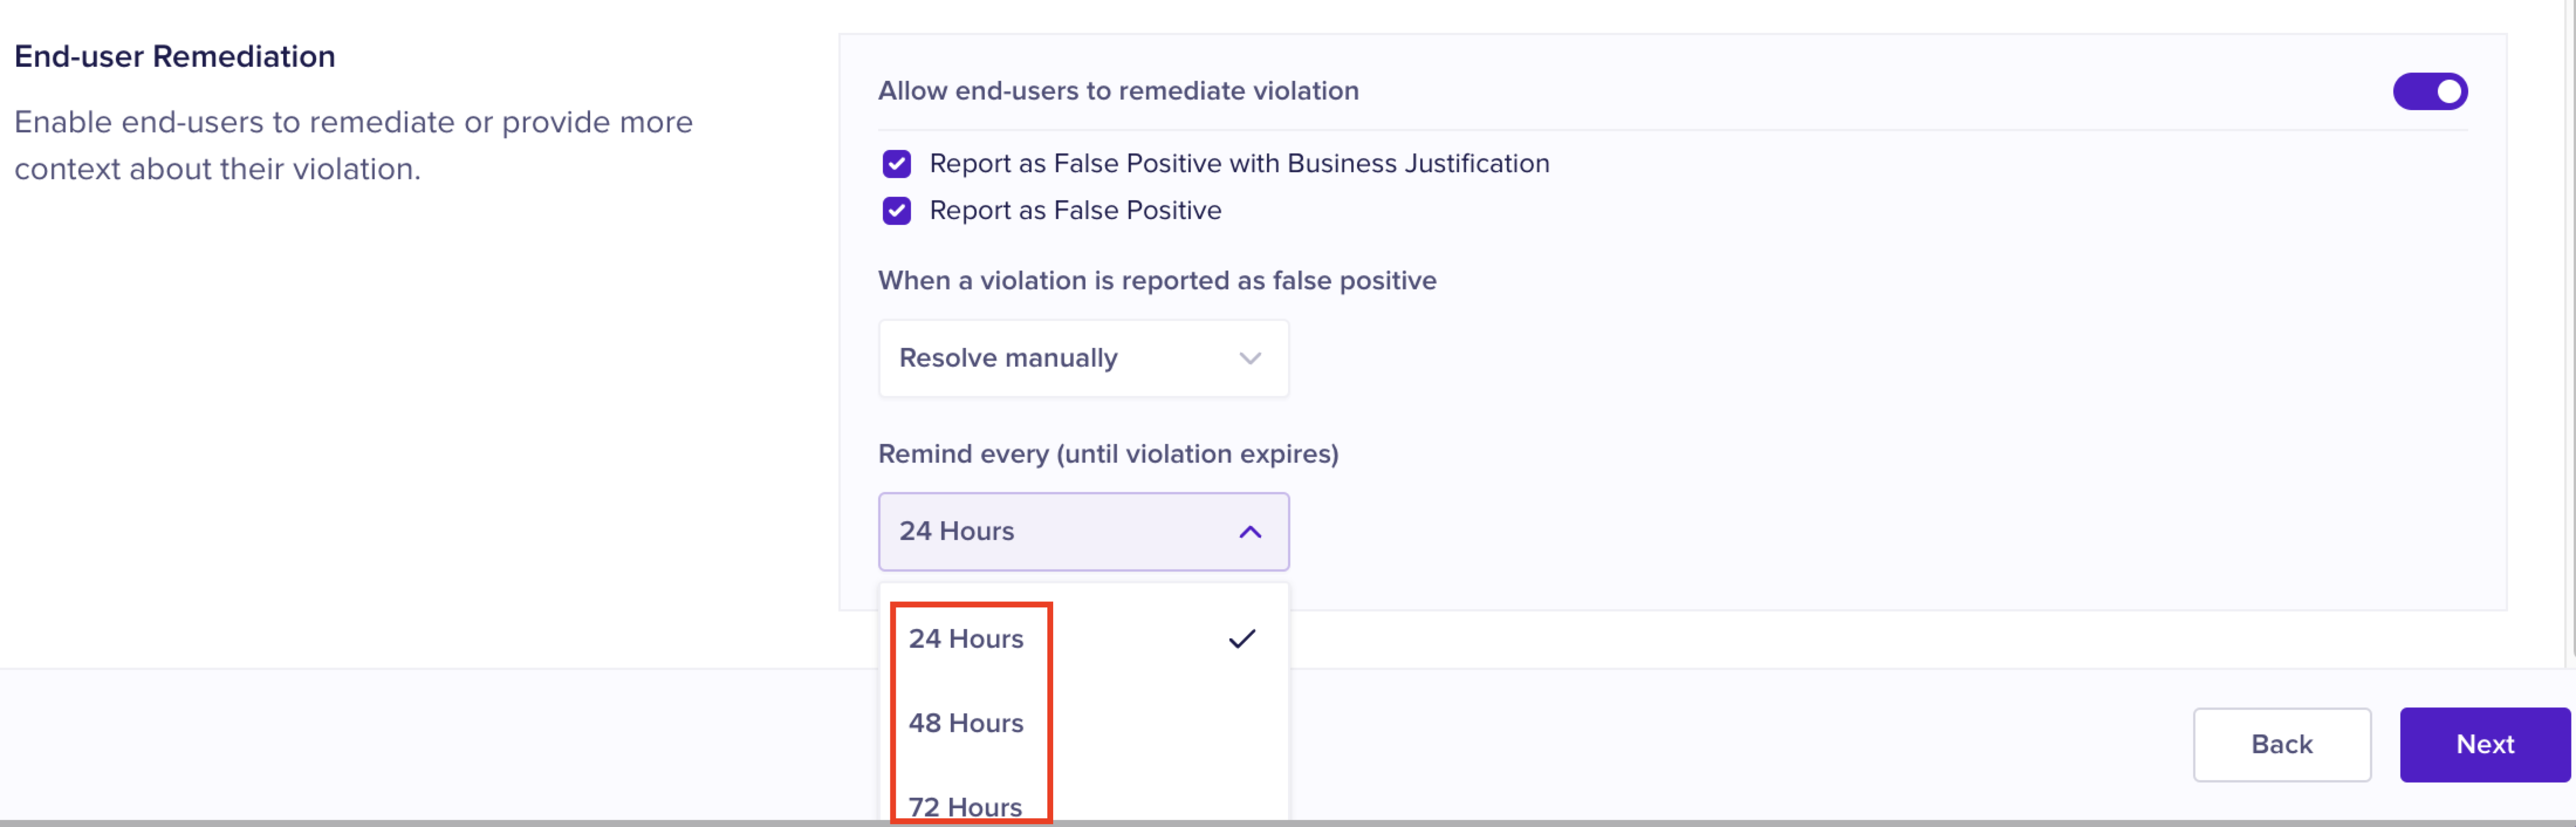 End-user Remediation
Enable end-users to remediate or provide more
context about their violation.
Allow end-users to remediate violation
Report as False Positive with Business Justification
Report as False Positive
When a violation is reported as false positive
Resolve manually
Remind every (until violation expires)
24 Hours
24 Hours
48 Hours
72 Hours
Back
Next